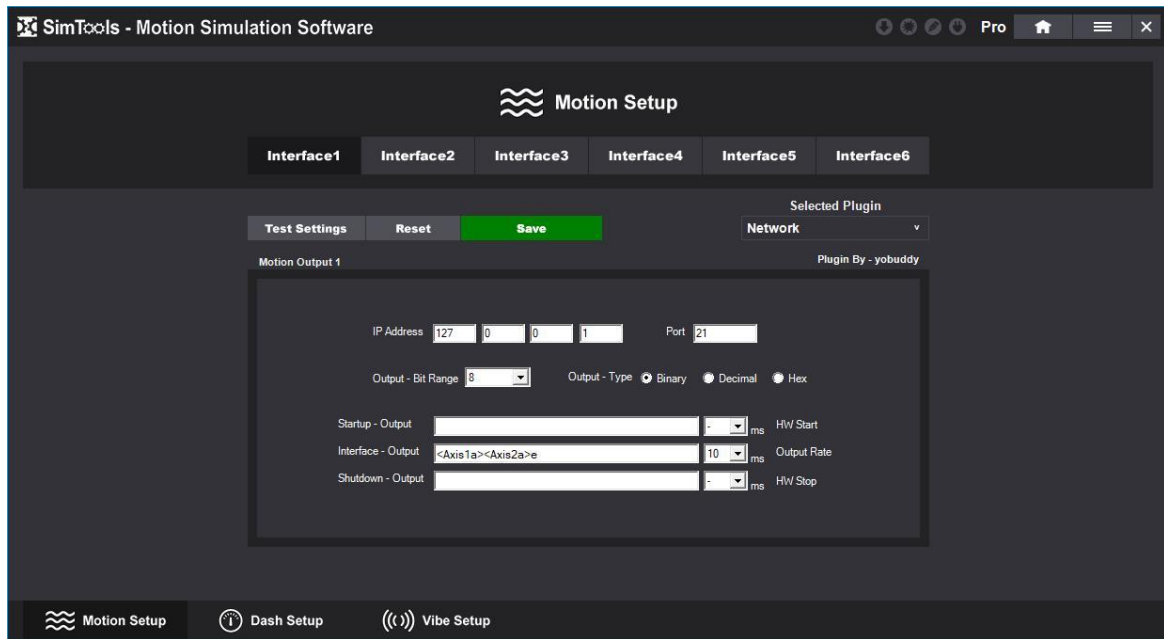 SimTools - Motion Simulation Software
Pro
Motion Setup
Interface1 Interface2 Interface3 Interface4 Interface5 Interface6
Selected Plugin
Test Settings Reset Save Network v
Motion Output 1 Plugin By - yobuddy
IP Address 127 0 0 1 Port 21
Output - Bit Range 8 Output - Type Binary Decimal Hex
Startup - Output - ms HW Start
Interface - Output <Axis1a><Axis2a>e 10 ms Output Rate
Shutdown - Output - ms HW Stop
Motion Setup Dash Setup Vibe Setup